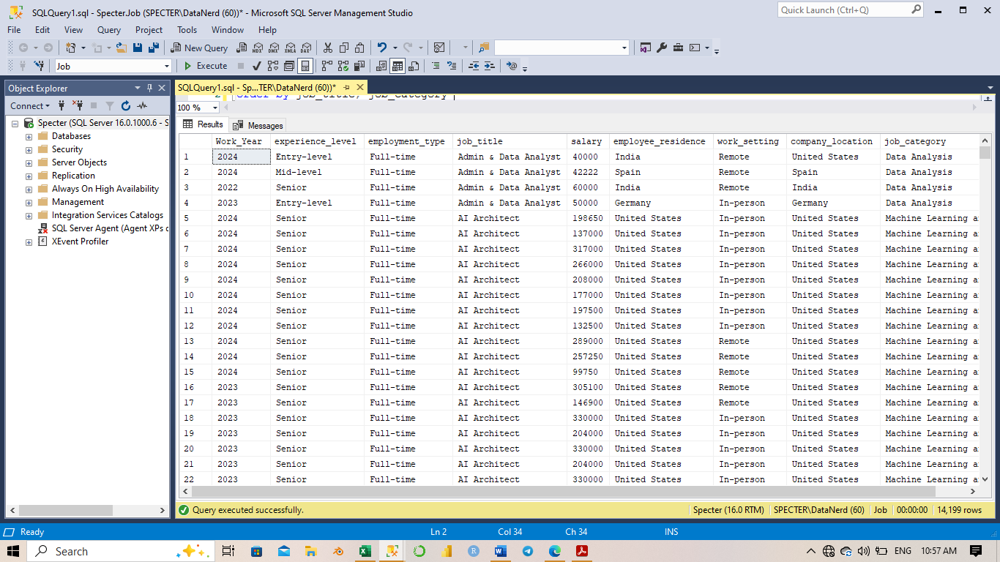 SQLQuery1.sql - Specter.Job (SPECTER\DataNerd (60))* - Microsoft SQL Server Management Studio
Quick Launch (Ctrl+Q)
File Edit View Query Project Tools Window Help
New Query MDX DMX XMLA DAX
Job Execute
Object Explorer
SQLQuery1.sql - Sp...TER\DataNerd (60))*
2 order by job_title, job_category
Connect
100 %
Results Messages
Specter (SQL Server 16.0.1000.6 - S
Databases
Security
Server Objects
Replication
Always On High Availability
Management
Integration Services Catalogs
SQL Server Agent (Agent XPs d
XEvent Profiler
Work_Year experience_level employment_type job_title salary employee_residence work_setting company_location job_category
1 2024 Entry-level Full-time Admin & Data Analyst 40000 India Remote United States Data Analysis
2 2024 Mid-level Full-time Admin & Data Analyst 42222 Spain Remote Spain Data Analysis
3 2022 Senior Full-time Admin & Data Analyst 60000 India Remote India Data Analysis
4 2023 Entry-level Full-time Admin & Data Analyst 50000 Germany In-person Germany Data Analysis
5 2024 Senior Full-time AI Architect 198650 United States In-person United States Machine Learning a
6 2024 Senior Full-time AI Architect 137000 United States In-person United States Machine Learning a
7 2024 Senior Full-time AI Architect 317000 United States In-person United States Machine Learning a
8 2024 Senior Full-time AI Architect 266000 United States In-person United States Machine Learning a
9 2024 Senior Full-time AI Architect 208000 United States In-person United States Machine Learning a
10 2024 Senior Full-time AI Architect 177000 United States In-person United States Machine Learning a
11 2024 Senior Full-time AI Architect 197500 United States In-person United States Machine Learning a
12 2024 Senior Full-time AI Architect 132500 United States In-person United States Machine Learning a
13 2024 Senior Full-time AI Architect 289000 United States Remote United States Machine Learning a
14 2024 Senior Full-time AI Architect 257250 United States Remote United States Machine Learning a
15 2024 Senior Full-time AI Architect 99750 United States Remote United States Machine Learning a
16 2023 Senior Full-time AI Architect 305100 United States Remote United States Machine Learning a
17 2023 Senior Full-time AI Architect 146900 United States Remote United States Machine Learning a
18 2023 Senior Full-time AI Architect 330000 United States In-person United States Machine Learning a
19 2023 Senior Full-time AI Architect 204000 United States In-person United States Machine Learning a
20 2023 Senior Full-time AI Architect 330000 United States In-person United States Machine Learning a
21 2023 Senior Full-time AI Architect 204000 United States In-person United States Machine Learning a
22 2023 Senior Full-time AI Architect 330000 United States In-person United States Machine Learning a
Query executed successfully. Specter (16.0 RTM) SPECTER\DataNerd (60) Job 00:00:00 14,199 rows
Ready Ln 2 Col 34 Ch 34 INS
Search ENG 10:57 AM